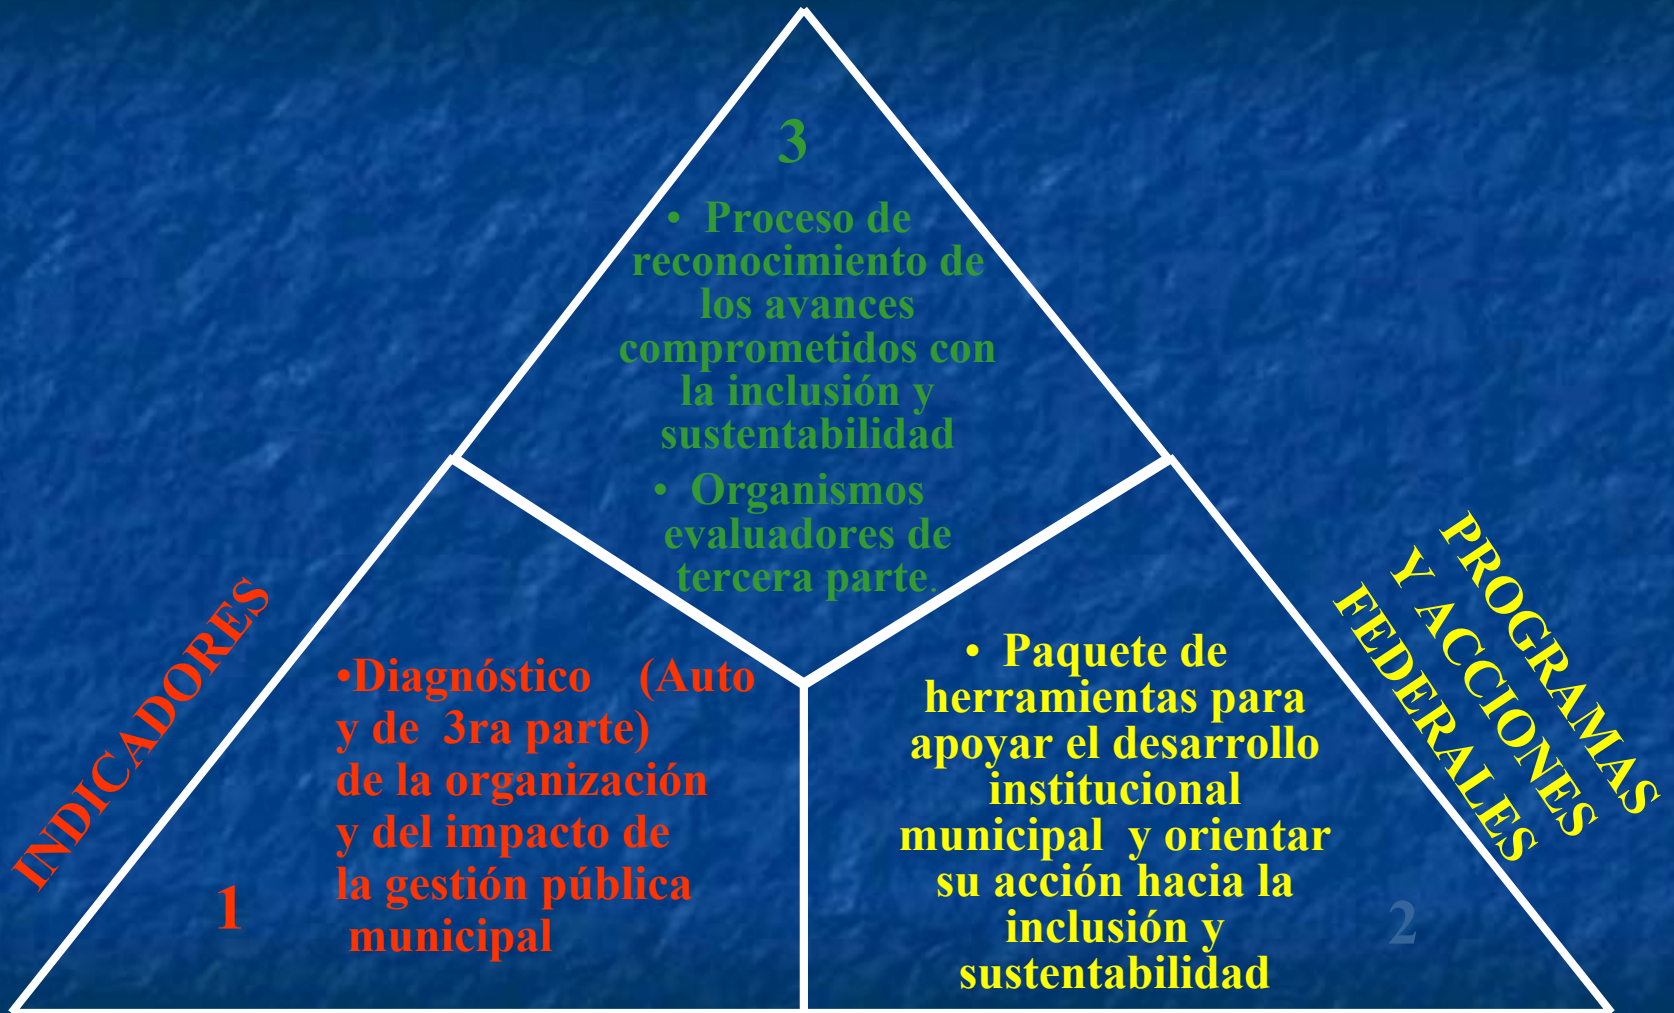 3
• Proceso de
reconocimiento de
los avances
comprometidos con
la inclusión y
sustentabilidad
• Organismos
evaluadores de
tercera parte.
INDICADORES
•Diagnóstico (Auto
y de 3ra parte)
de la organización
y del impacto de
la gestión pública
municipal
1
• Paquete de
herramientas para
apoyar el desarrollo
institucional
municipal y orientar
su acción hacia la
inclusión y
sustentabilidad
2
PROGRAMAS
Y ACCIONES
FEDERALES